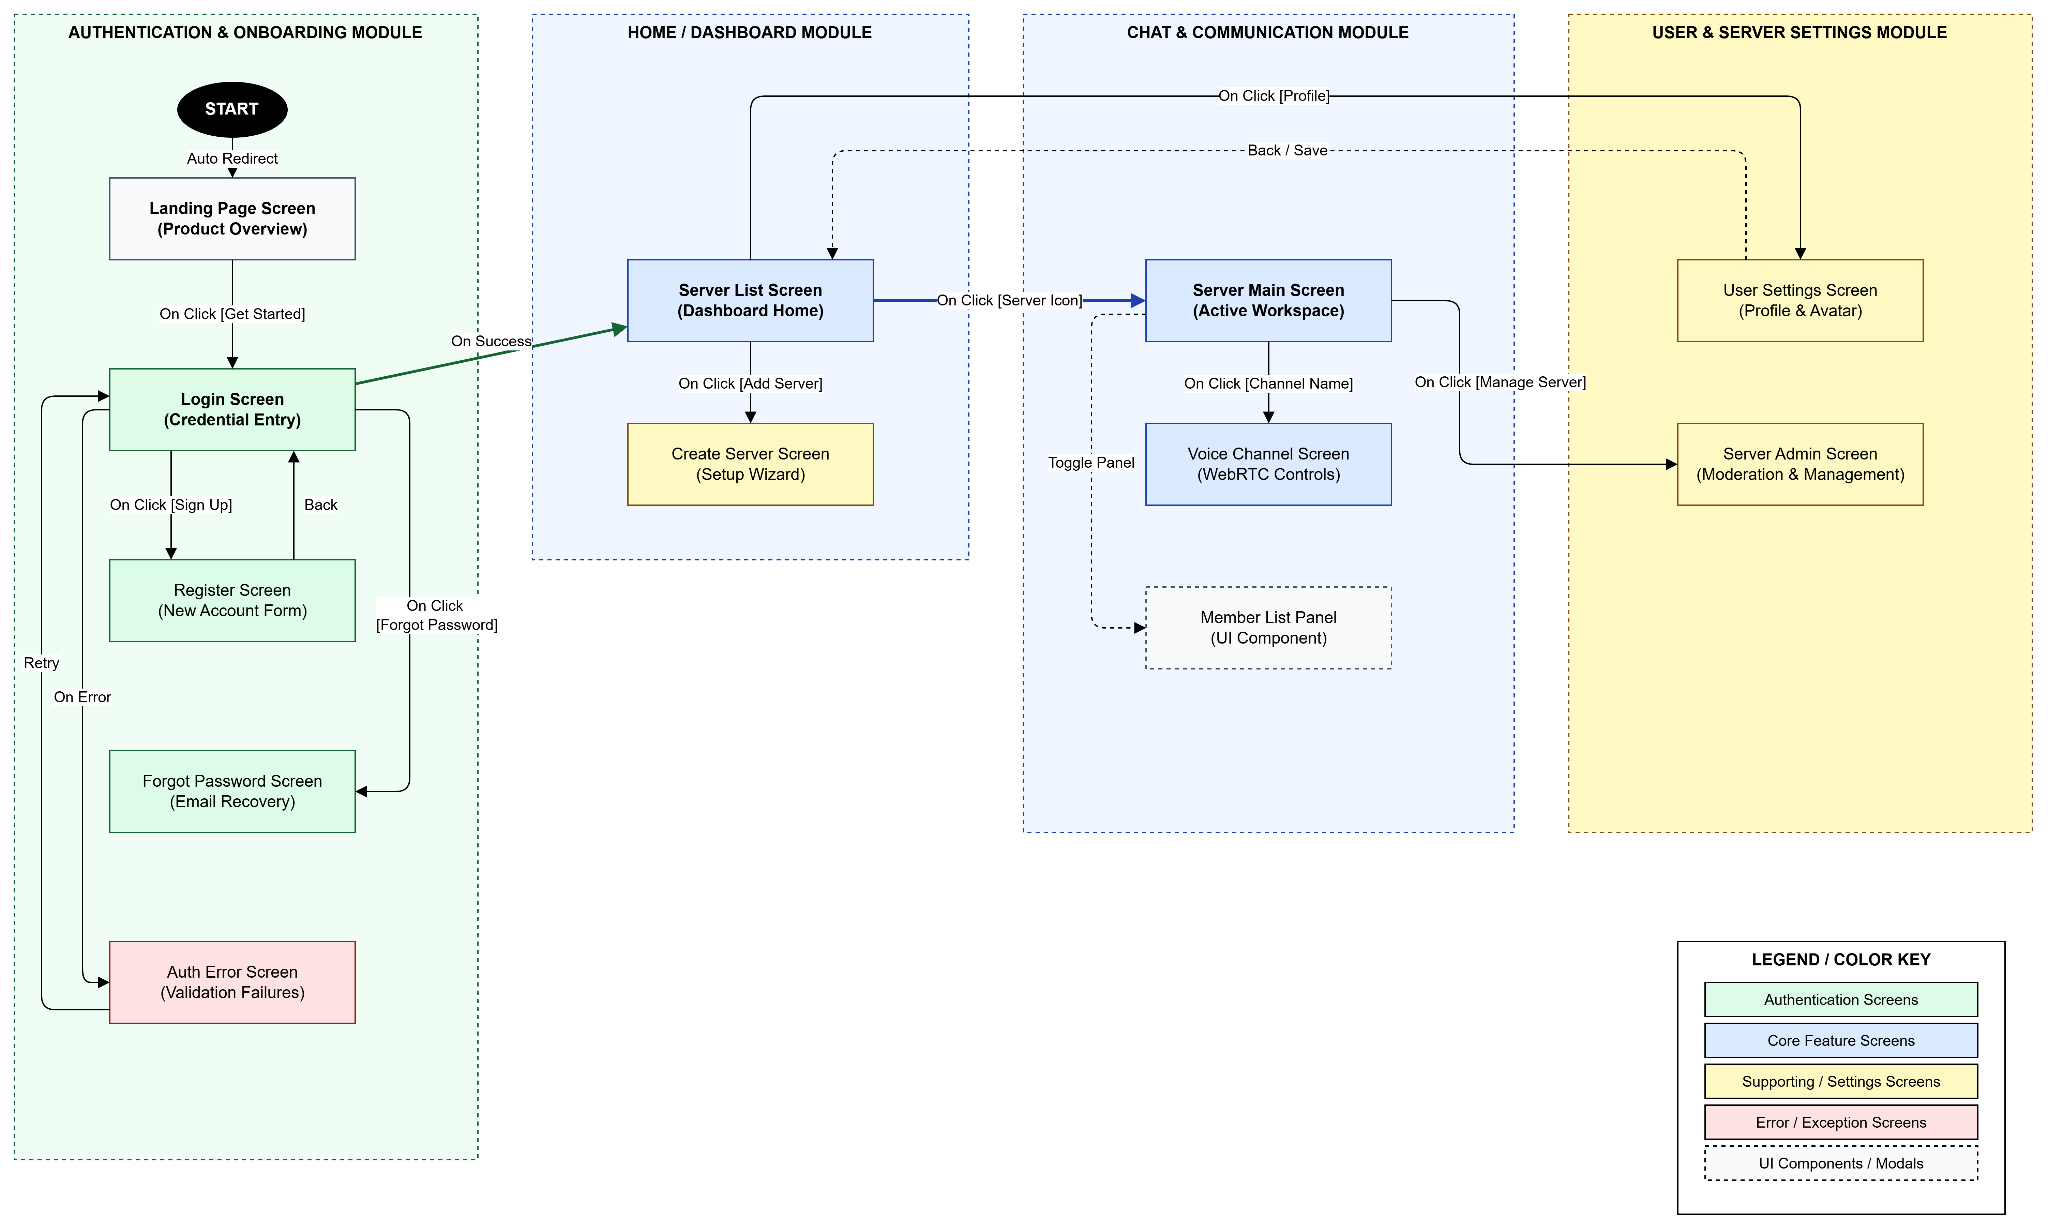 AUTHENTICATION & ONBOARDING MODULE
START
Auto Redirect
Landing Page Screen
(Product Overview)
On Click [Get Started]
Login Screen
(Credential Entry)
On Success
On Click [Sign Up]
Back
Register Screen
(New Account Form)
On Click
[Forgot Password]
Retry
On Error
Forgot Password Screen
(Email Recovery)
Auth Error Screen
(Validation Failures)
HOME / DASHBOARD MODULE
Server List Screen
(Dashboard Home)
On Click [Server Icon]
On Click [Add Server]
Create Server Screen
(Setup Wizard)
CHAT & COMMUNICATION MODULE
On Click [Profile]
Back / Save
Server Main Screen
(Active Workspace)
On Click [Channel Name]
On Click [Manage Server]
Toggle Panel
Voice Channel Screen
(WebRTC Controls)
Member List Panel
(UI Component)
USER & SERVER SETTINGS MODULE
User Settings Screen
(Profile & Avatar)
Server Admin Screen
(Moderation & Management)
LEGEND / COLOR KEY
Authentication Screens
Core Feature Screens
Supporting / Settings Screens
Error / Exception Screens
UI Components / Modals